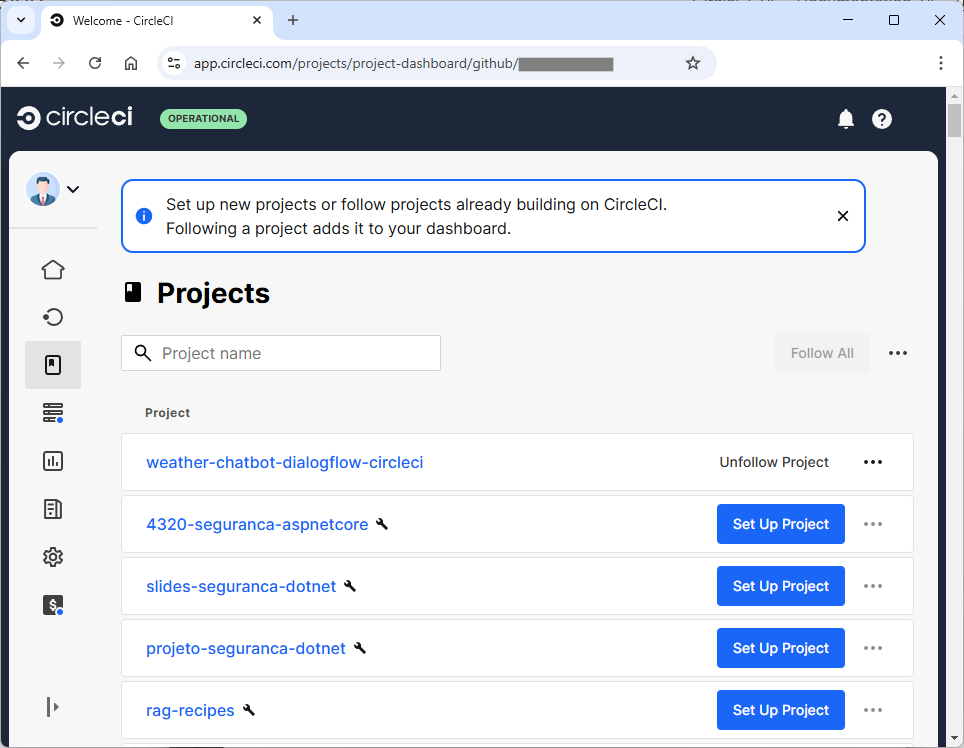 Welcome - CircleCI
app.circleci.com/projects/project-dashboard/github/
circleci
OPERATIONAL
Set up new projects or follow projects already building on CircleCI.
Following a project adds it to your dashboard.
Projects
Project name
Follow All
Project
weather-chatbot-dialogflow-circleci
Unfollow Project
4320-seguranca-aspnetcore
Set Up Project
slides-seguranca-dotnet
Set Up Project
projeto-seguranca-dotnet
Set Up Project
rag-recipes
Set Up Project